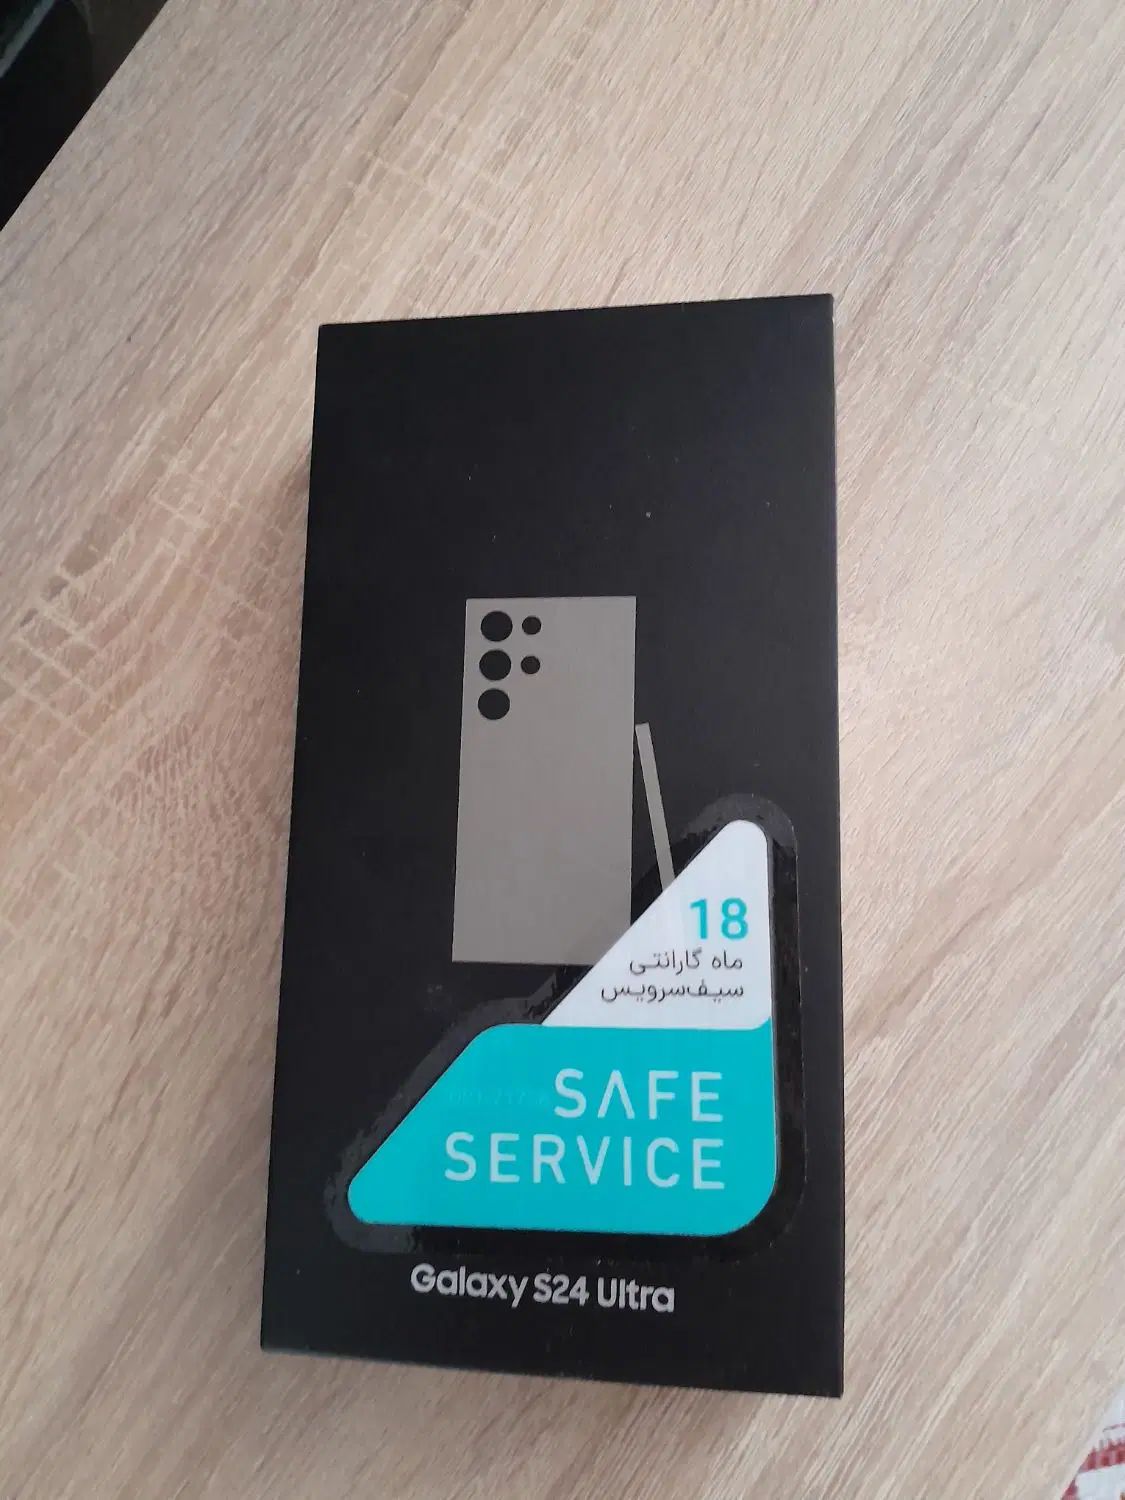 18
ماه گارانتی
سیف‌سرویس
SAFE
SERVICE
Galaxy S24 Ultra